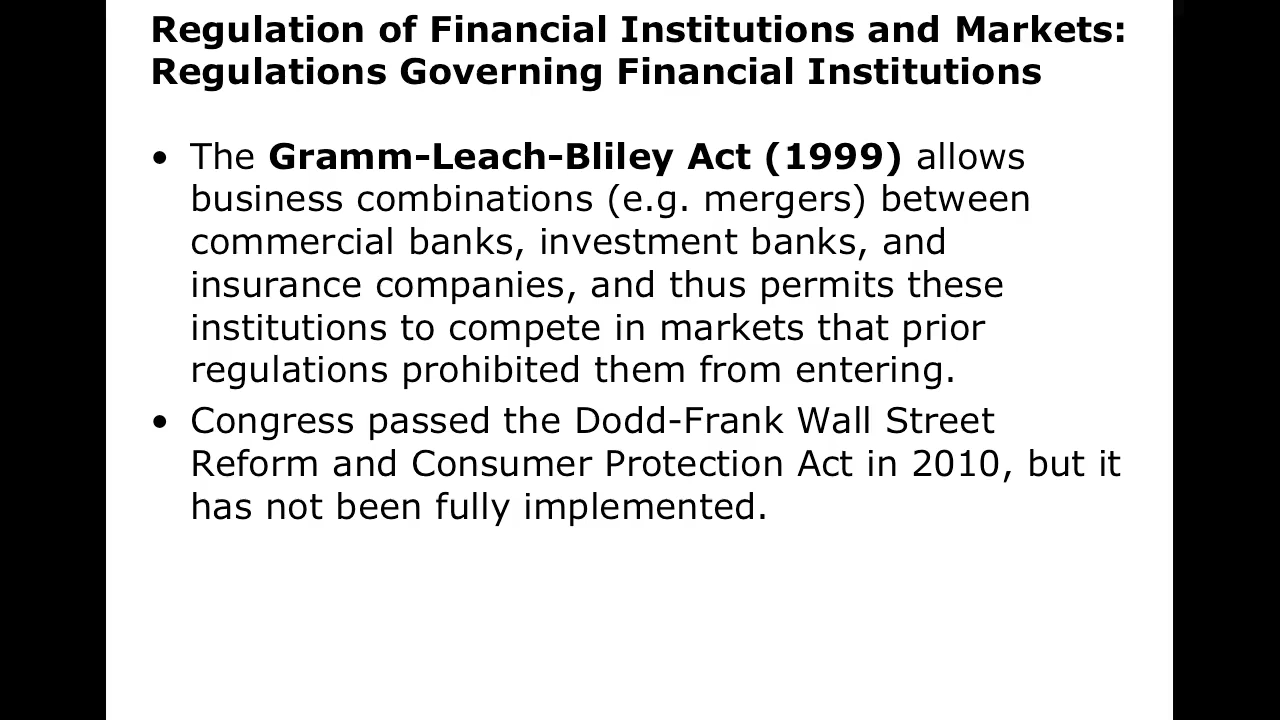 Regulation of Financial Institutions and Markets:
Regulations Governing Financial Institutions
• The Gramm-Leach-Bliley Act (1999) allows
business combinations (e.g. mergers) between
commercial banks, investment banks, and
insurance companies, and thus permits these
institutions to compete in markets that prior
regulations prohibited them from entering.
• Congress passed the Dodd-Frank Wall Street
Reform and Consumer Protection Act in 2010, but it
has not been fully implemented.